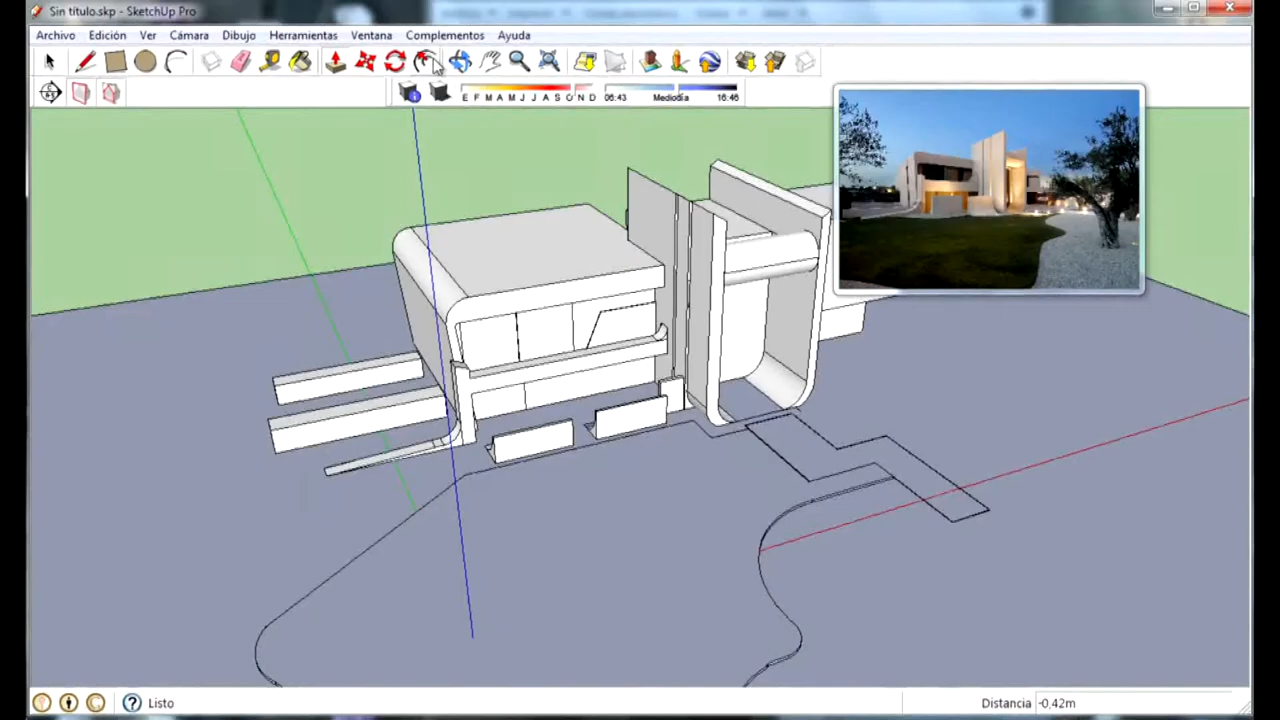 Sin título.skp - SketchUp Pro
Archivo Edición Ver Cámara Dibujo Herramientas Ventana Complementos Ayuda
E F M A M J J A S O N D 06:43 Mediodía 16:46
Listo Distancia -0,42m